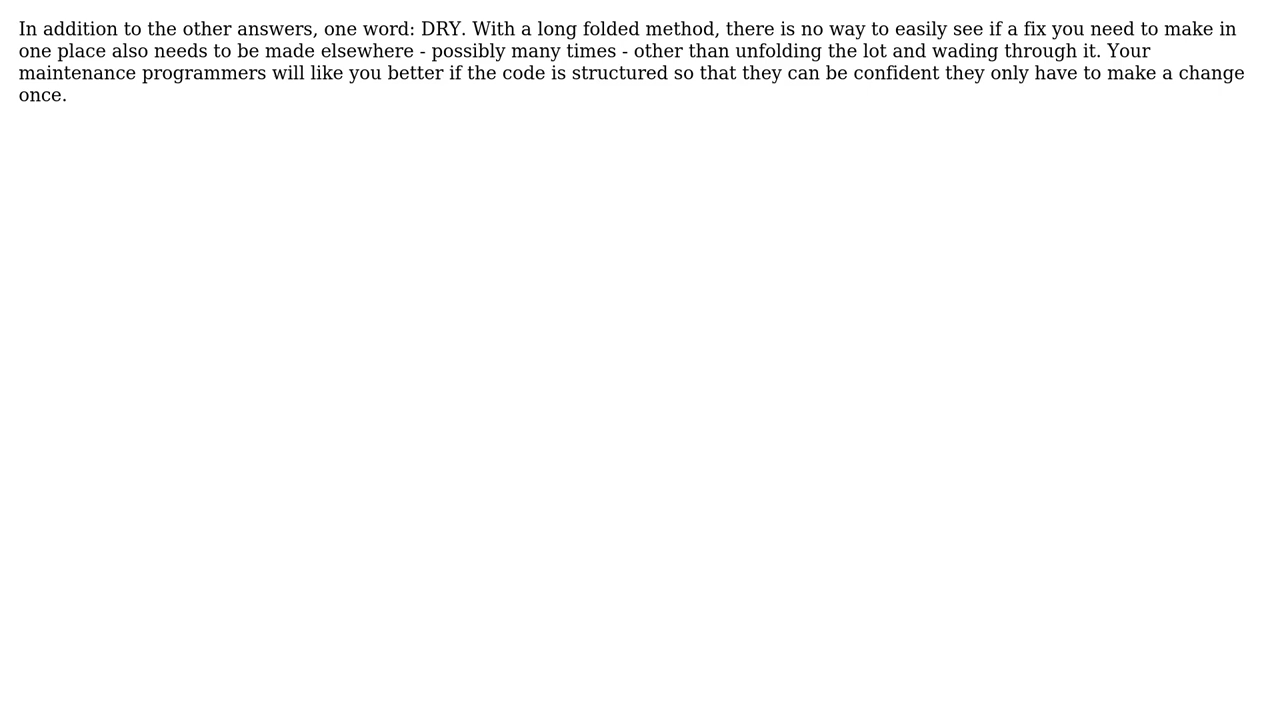 In addition to the other answers, one word: DRY. With a long folded method, there is no way to easily see if a fix you need to make in
one place also needs to be made elsewhere - possibly many times - other than unfolding the lot and wading through it. Your
maintenance programmers will like you better if the code is structured so that they can be confident they only have to make a change
once.